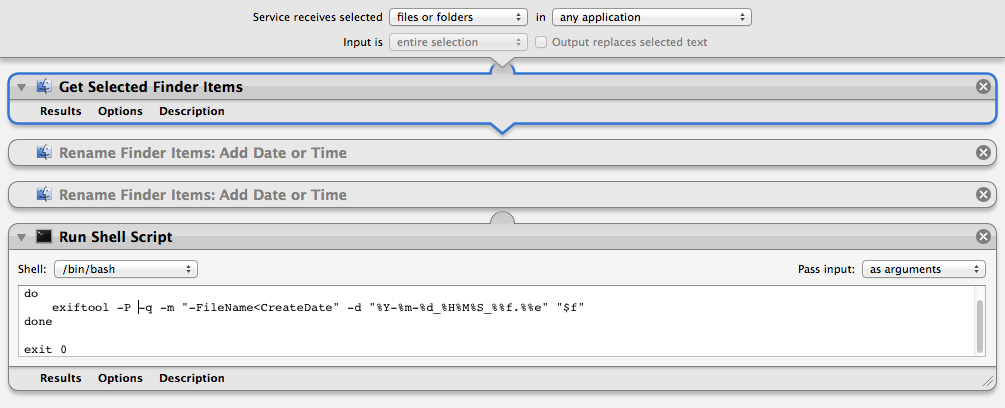 Service receives selected files or folders in any application
Input is entire selection Output replaces selected text
Get Selected Finder Items
Results Options Description
Rename Finder Items: Add Date or Time
Rename Finder Items: Add Date or Time
Run Shell Script
Shell: /bin/bash Pass input: as arguments
do
exiftool -P -q -m "-FileName<CreateDate" -d "%Y-%m-%d_%H%M%S_%%f.%%e" "$f"
done
exit 0
Results Options Description